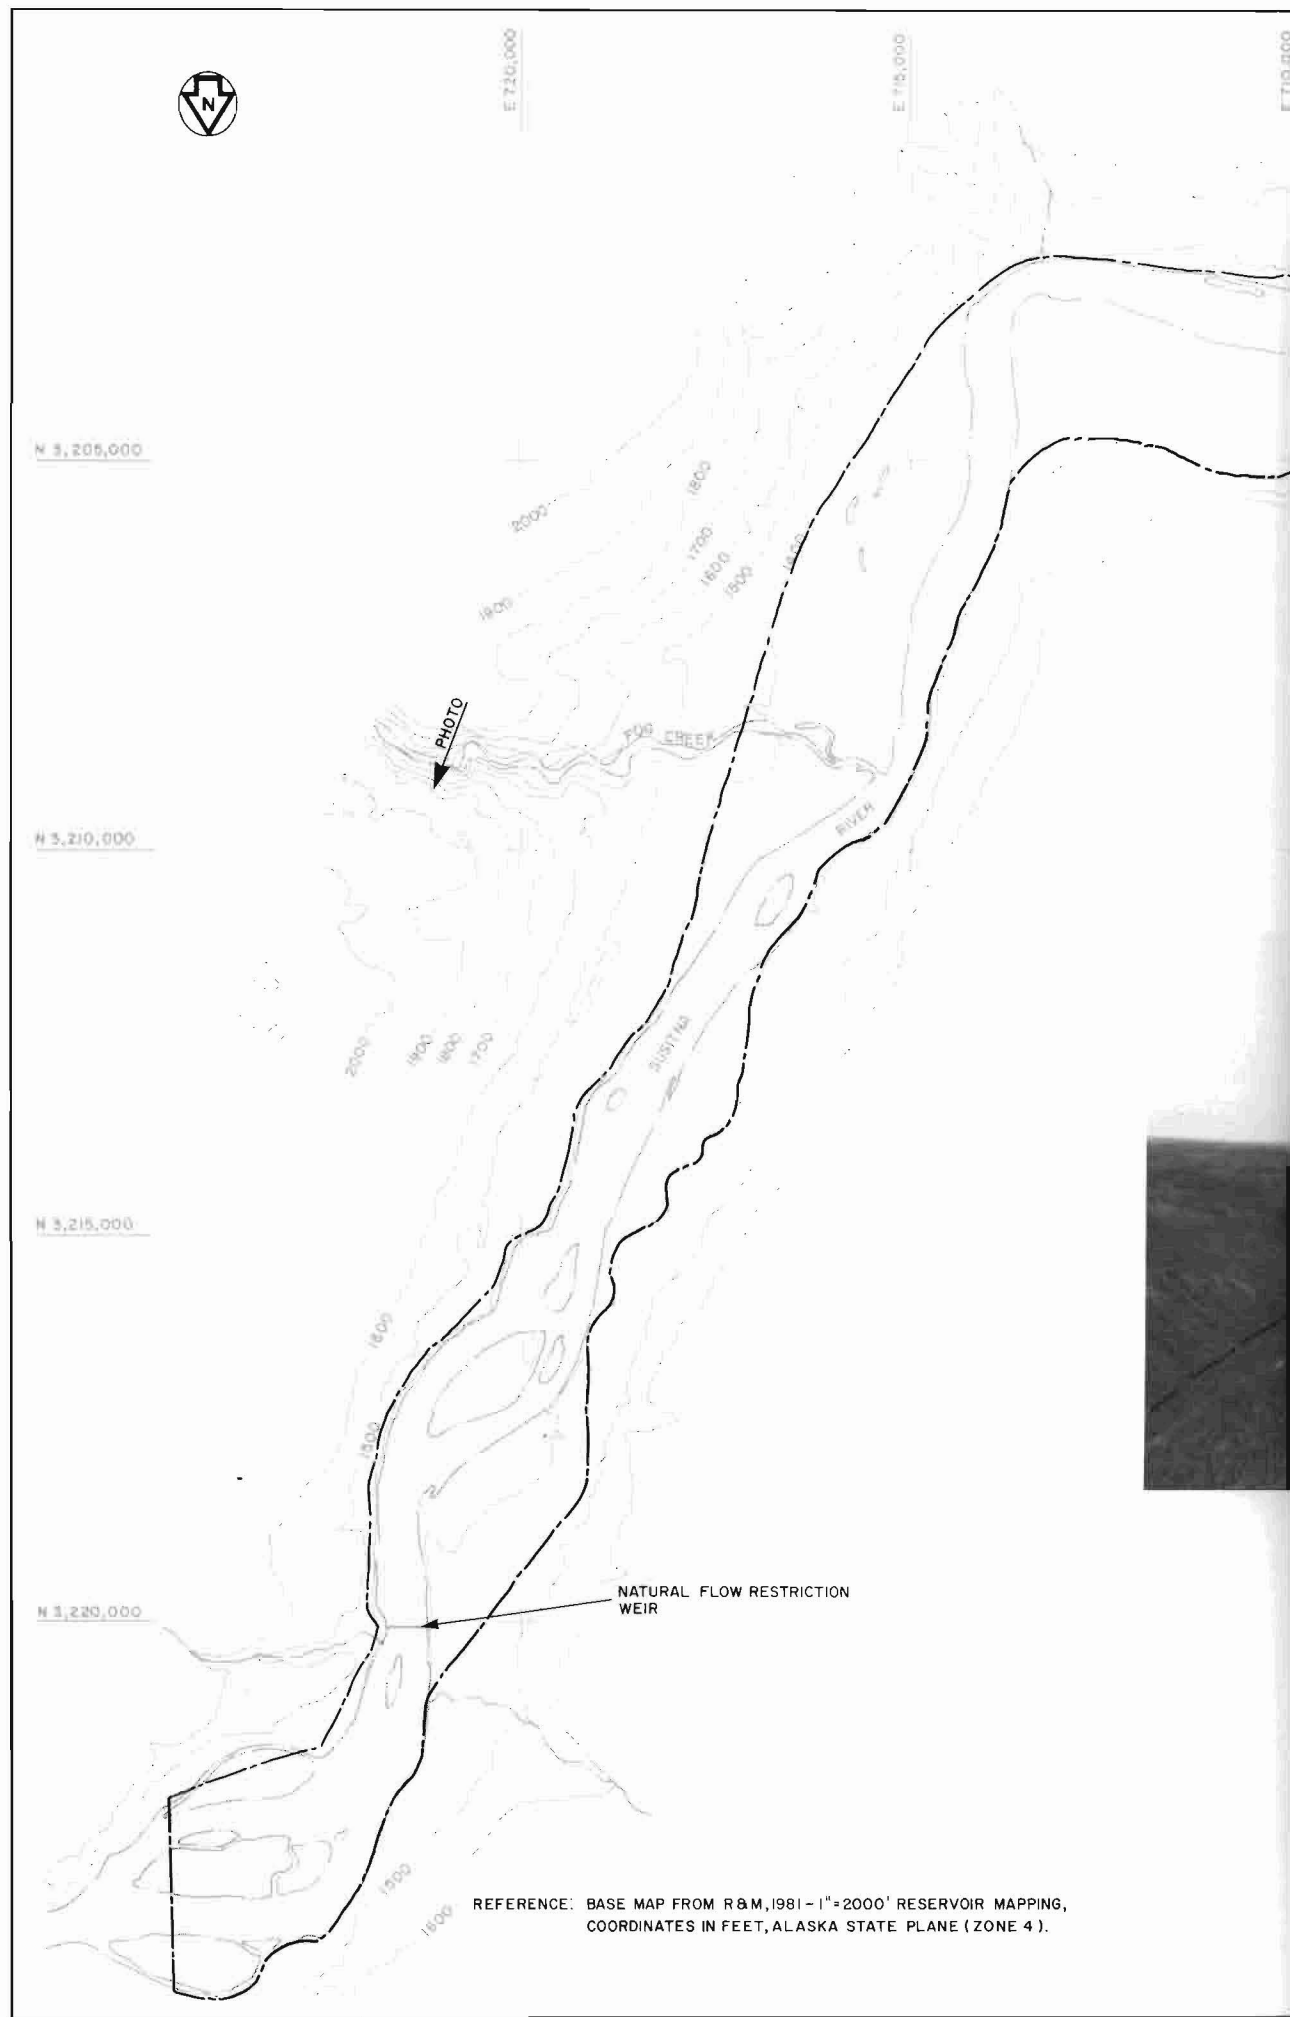 E 720,000
E 715,000
E 710,000
N
N 3,205,000
1800
2000
1700
1600
1500
1900
PHOTO
FOG CREEK
N 3,210,000
RIVER
SUSITNA
2000
1900
1800
1700
N 3,215,000
1600
1500
NATURAL FLOW RESTRICTION
WEIR
N 3,220,000
1500
1600
REFERENCE: BASE MAP FROM R&M,1981-1"=2000' RESERVOIR MAPPING,
COORDINATES IN FEET, ALASKA STATE PLANE (ZONE 4).